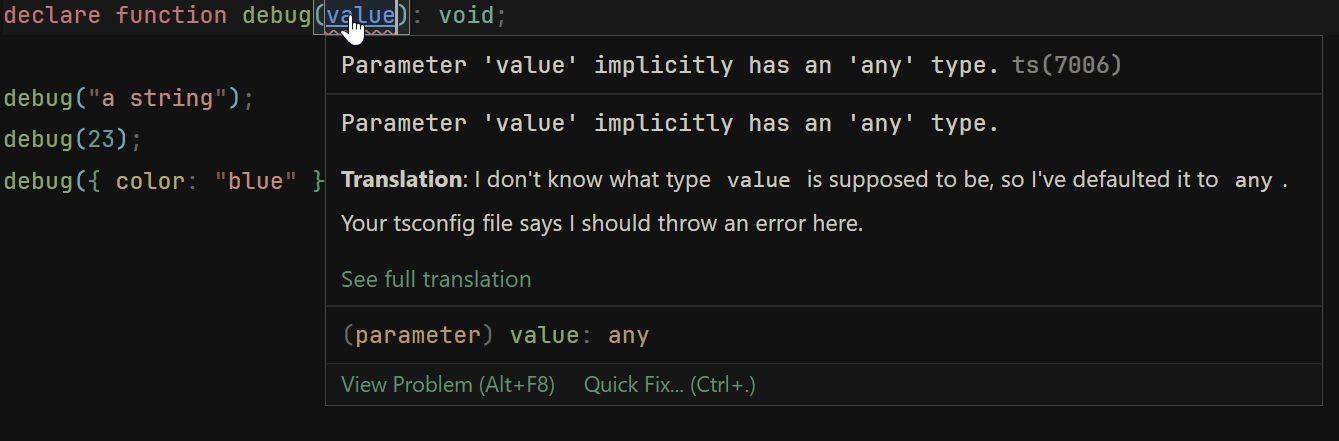 declare function debug(value): void;
Parameter 'value' implicitly has an 'any' type. ts(7006)
debug("a string");
Parameter 'value' implicitly has an 'any' type.
debug(23);
debug({ color: "blue" }
Translation: I don't know what type value is supposed to be, so I've defaulted it to any.
Your tsconfig file says I should throw an error here.
See full translation
(parameter) value: any
View Problem (Alt+F8) Quick Fix... (Ctrl+.)